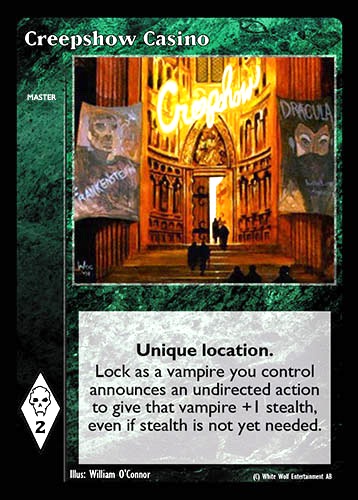 Creepshow Casino
MASTER
Creepshow
FRANKENSTEIN
DRACULA
Unique location.
Lock as a vampire you control
announces an undirected action
to give that vampire +1 stealth,
even if stealth is not yet needed.
2
Illus: William O'Connor
(C) White Wolf Entertainment AB